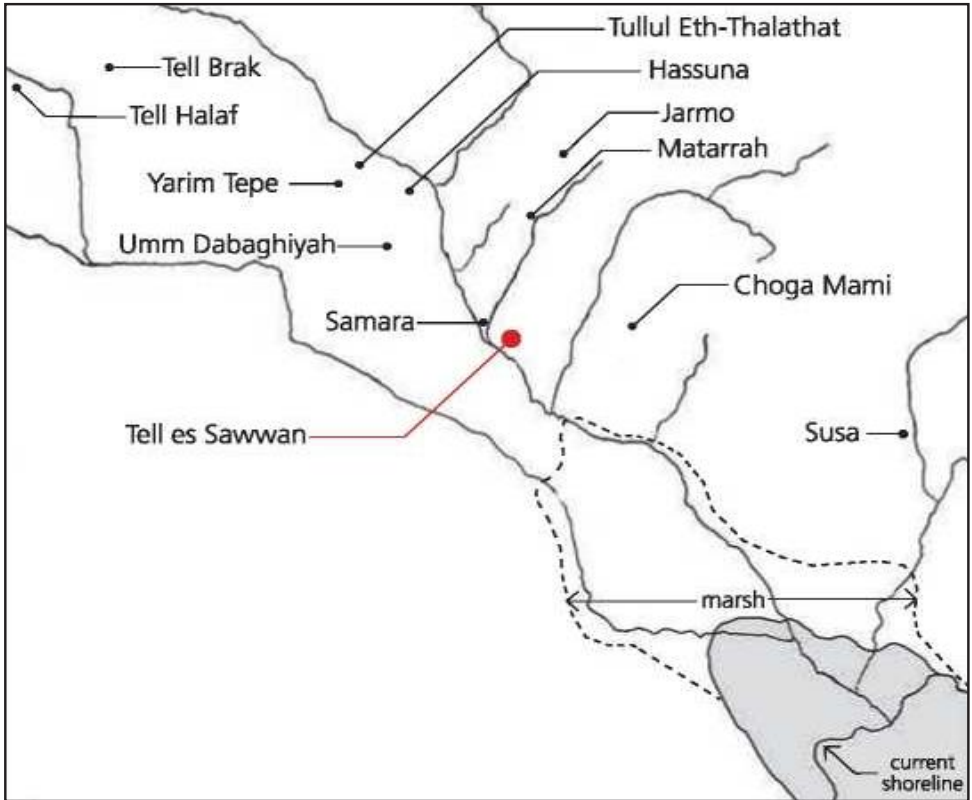 Tullul Eth-Thalathat
Tell Brak
Hassuna
Tell Halaf
Jarmo
Matarrah
Yarim Tepe
Umm Dabaghiyah
Choga Mami
Samara
Tell es Sawwan
Susa
marsh
current
shoreline